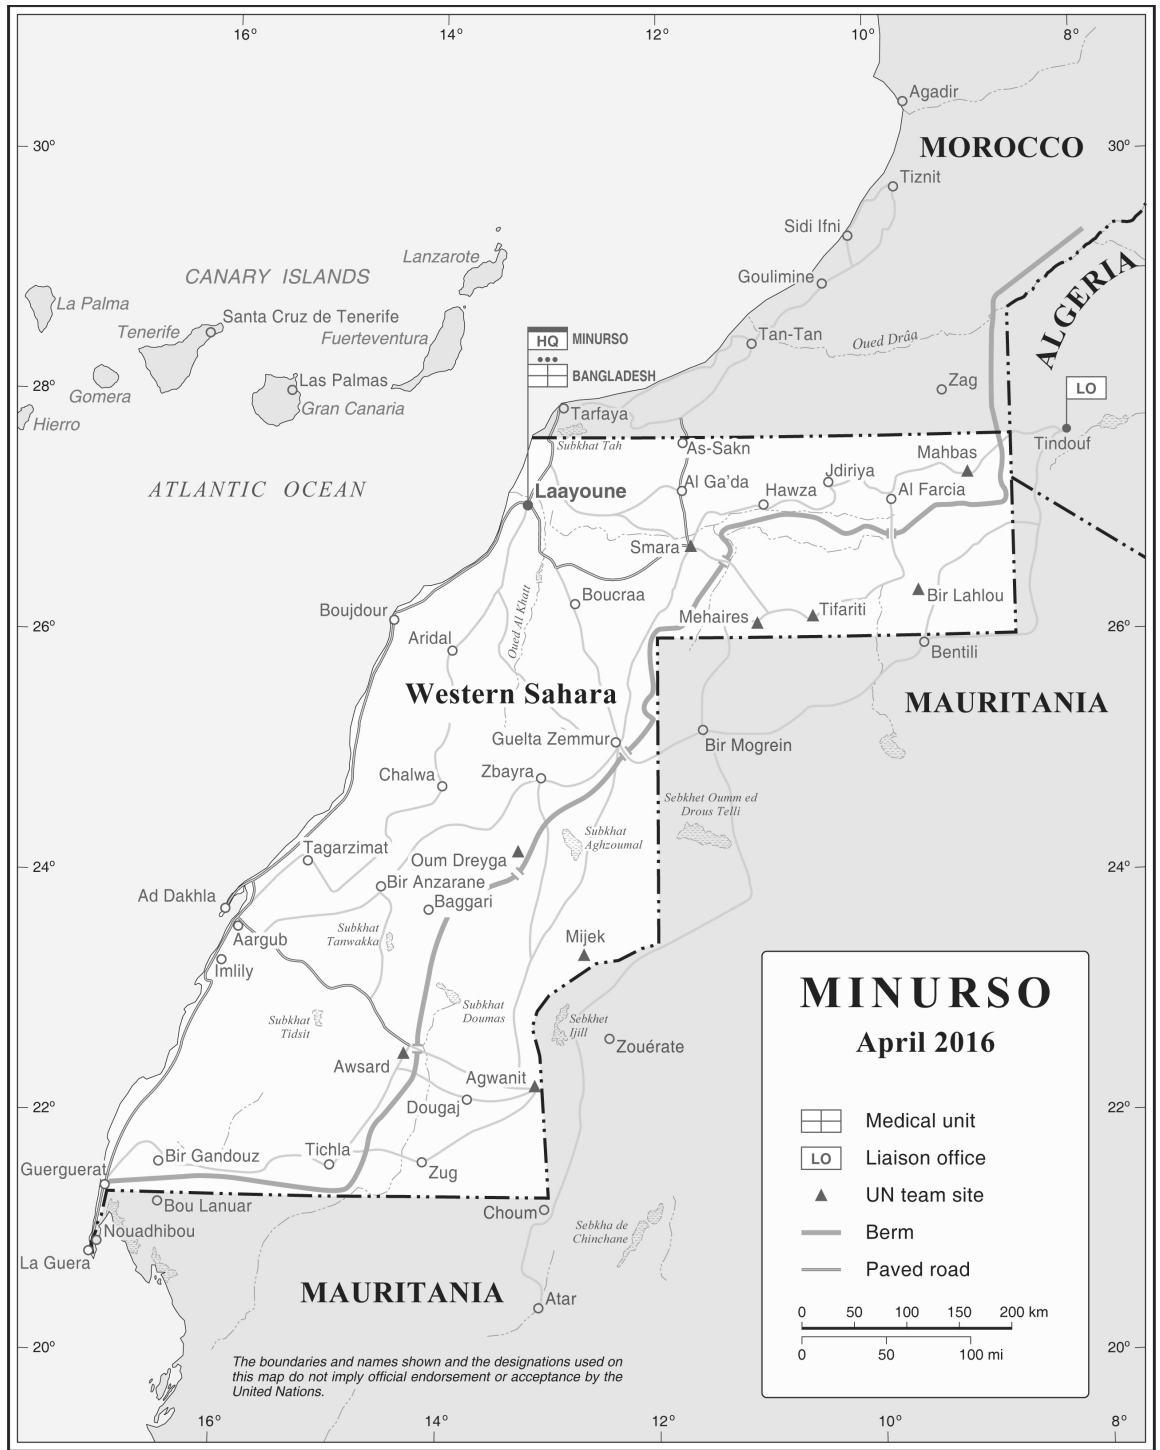 16°
14°
12°
10°
8°
Agadir
30°
MOROCCO
30°
Tiznit
Sidi Ifni
Lanzarote
CANARY ISLANDS
Goulimine
ALGERIA
La Palma
Santa Cruz de Tenerife
Tenerife
Fuerteventura
HQ
MINURSO
Tan-Tan
Oued Drâa
BANGLADESH
28°
Las Palmas
Zag
LO
Gomera
Gran Canaria
Tarfaya
Hierro
Subkhat Tah
As-Sakn
Tindouf
Mahbas
Jdiriya
ATLANTIC OCEAN
Laayoune
Al Ga'da
Hawza
Al Farcia
Smara
Boucraa
Oued Al Khatt
Bir Lahlou
Boujdour
Mehaires
Tifariti
26°
26°
Aridal
Bentili
Western Sahara
MAURITANIA
Guelta Zemmur
Bir Mogrein
Chalwa
Zbayra
Sebkhet Oumm ed
Drous Telli
Subkhat
Aghzoumal
Tagarzimat
24°
Oum Dreyga
24°
Bir Anzarane
Ad Dakhla
Baggari
Aargub
Subkhat
Tanwakka
Mijek
Imlily
Subkhat
Doumas
Subkhat
Tidsit
Sebkhet
Ijill
Zouérate
Awsard
Agwanit
22°
Dougaj
22°
Bir Gandouz
Tichla
Guerguerat
Zug
Bou Lanuar
Choum
Nouadhibou
Sebkha de
Chinchane
La Guera
MAURITANIA
Atar
20°
20°
MINURSO
April 2016
Medical unit
LO
Liaison office
UN team site
Berm
Paved road
0 50 100 150 200 km
0 50 100 mi
The boundaries and names shown and the designations used on
this map do not imply official endorsement or acceptance by the
United Nations.
16°
14°
12°
10°
8°